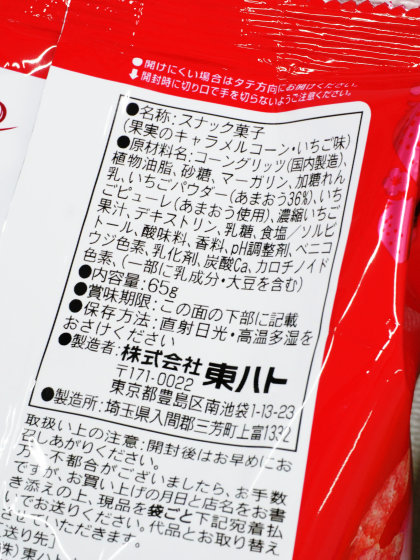 ●開けにくい場合はタテ方向にお開けください。
●開封時に切り口で手を切らないようご注意ください。
●名称:スナック菓子
(果実のキャラメルコーン・いちご味)
●原材料名:コーングリッツ(国内製造)、
植物油脂、砂糖、マーガリン、加糖れん
乳、いちごパウダー(あまおう36%)、いち
ごピューレ(あまおう使用)、濃縮いちご
果汁、デキストリン、乳糖、食塩/ソルビ
トール、酸味料、香料、pH調整剤、ベニコ
ウジ色素、乳化剤、炭酸Ca、カロチノイド
色素、(一部に乳成分・大豆を含む)
●内容量:65g
●賞味期限:この面の下部に記載
●保存方法:直射日光・高温多湿を
おさけください
●製造者:株式会社東ハト
〒171-0022
東京都豊島区南池袋1-13-23
●製造所:埼玉県入間郡三芳町上富1332
取扱い上の注意:開封後はお早めにお
召しあがりください。
万一不都合がございましたら、お手数
ですが、お買い上げの月日と店名をお書
き添えの上、現品を袋ごと下記宛着払
いでお送りください。代品とお取り替え
させていただきます。